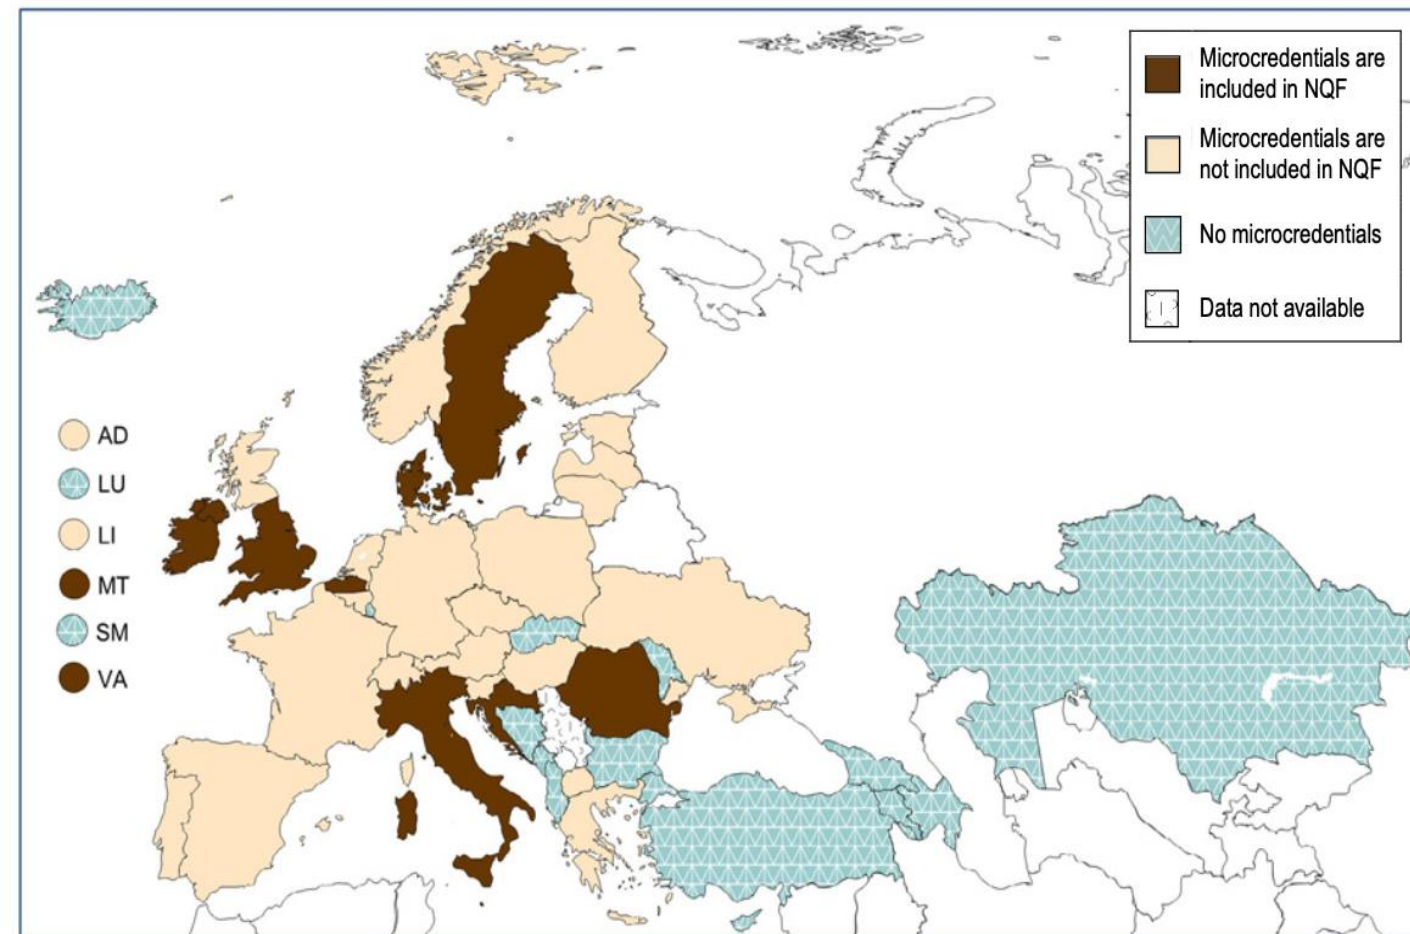 Microcredentials are
included in NQF
Microcredentials are
not included in NQF
No microcredentials
Data not available
AD
LU
LI
MT
SM
VA